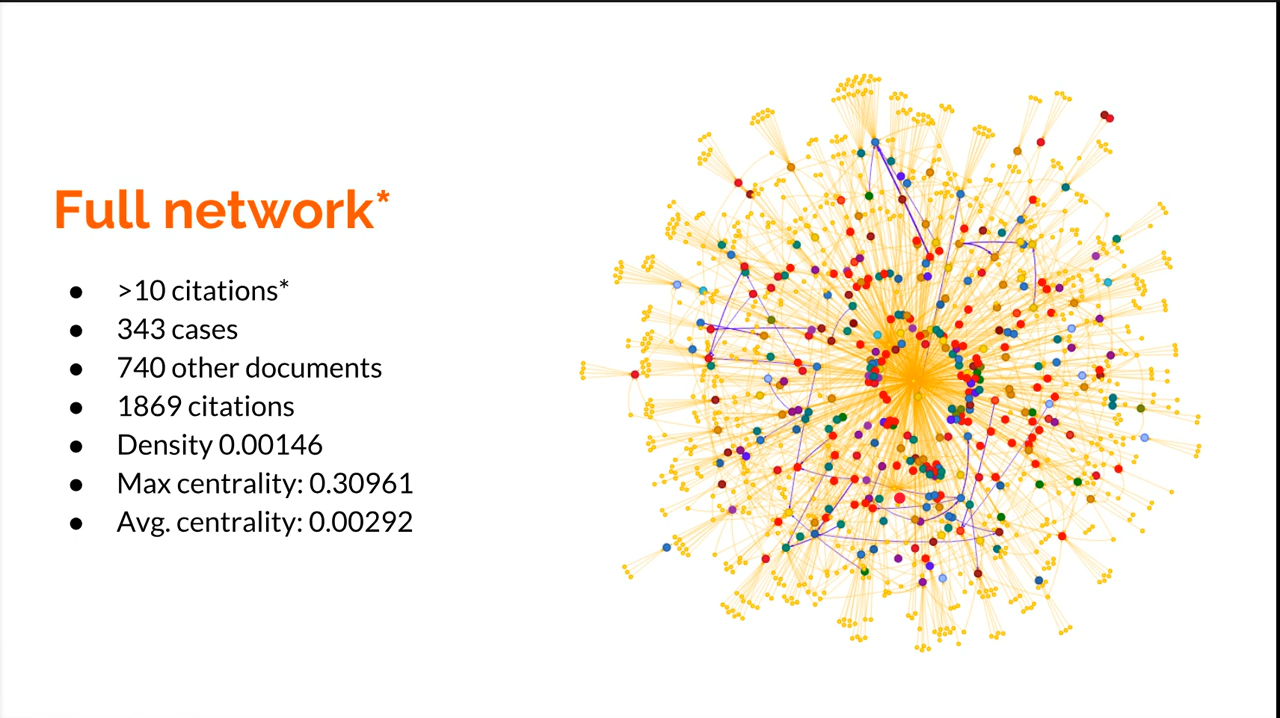 Full network*
● >10 citations*
● 343 cases
● 740 other documents
● 1869 citations
● Density 0.00146
● Max centrality: 0.30961
● Avg. centrality: 0.00292